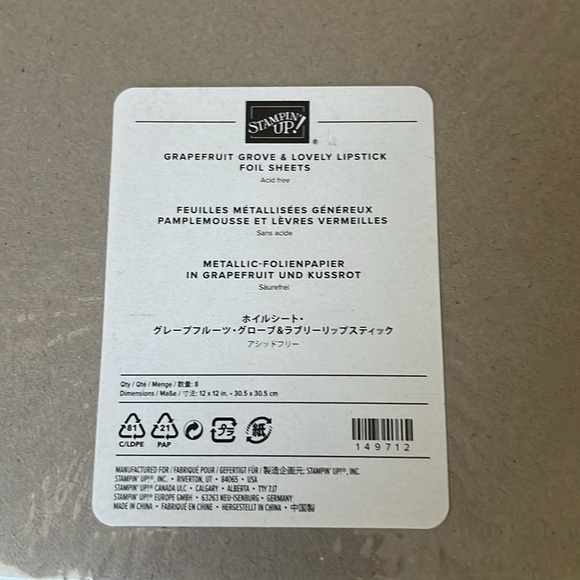 STAMPIN' UP!®
GRAPEFRUIT GROVE & LOVELY LIPSTICK
FOIL SHEETS
Acid free
FEUILLES MÉTALLISÉES GÉNÉREUX
PAMPLEMOUSSE ET LÈVRES VERMEILLES
Sans acide
METALLIC-FOLIENPAPIER
IN GRAPEFRUIT UND KUSSROT
Säurefrei
ホイルシート・
グレープフルーツ・グローブ&ラブリーリップスティック
アシッドフリー
Qty / Qté / Menge / 数量: 8
Dimensions / Maße / 寸法: 12 x 12 in. • 30.5 x 30.5 cm
81 21 プラ 紙
C/LDPE PAP
149712
MANUFACTURED FOR / FABRIQUÉ POUR / GEFERTIGT FÜR / 製造企画元: STAMPIN' UP!®, INC.
STAMPIN' UP!®, INC. • RIVERTON, UT • 84065 • USA
STAMPIN' UP!® CANADA ULC • CALGARY • ALBERTA • T1Y 7J7
STAMPIN' UP!® EUROPE GMBH • 63263 NEU-ISENBURG • GERMANY
MADE IN CHINA • FABRIQUÉ EN CHINE • HERGESTELLT IN CHINA • 中国製